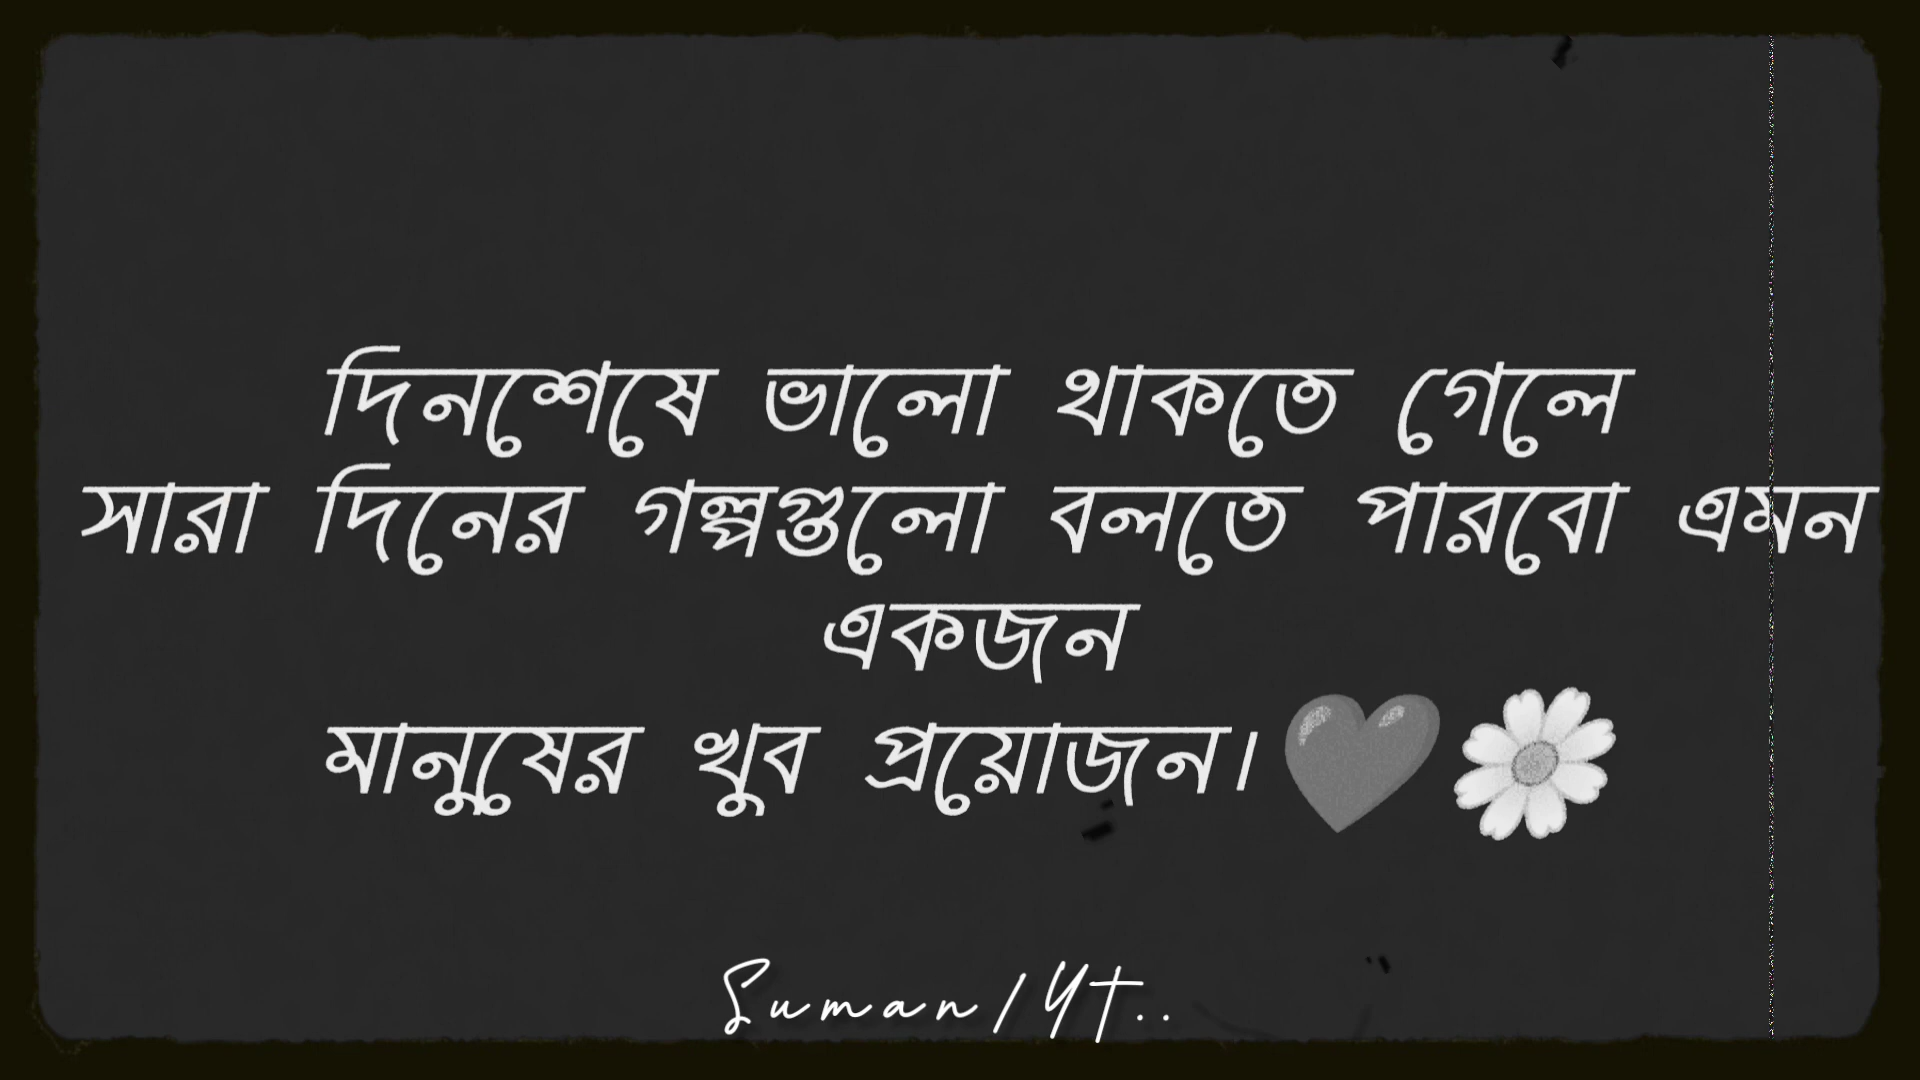 দিনশেষে ভালো থাকতে গেলে
সারা দিনের গল্পগুলো বলতে পারবো এমন
একজন
মানুষের খুব প্রয়োজন।🖤🌼
Suman/YT..